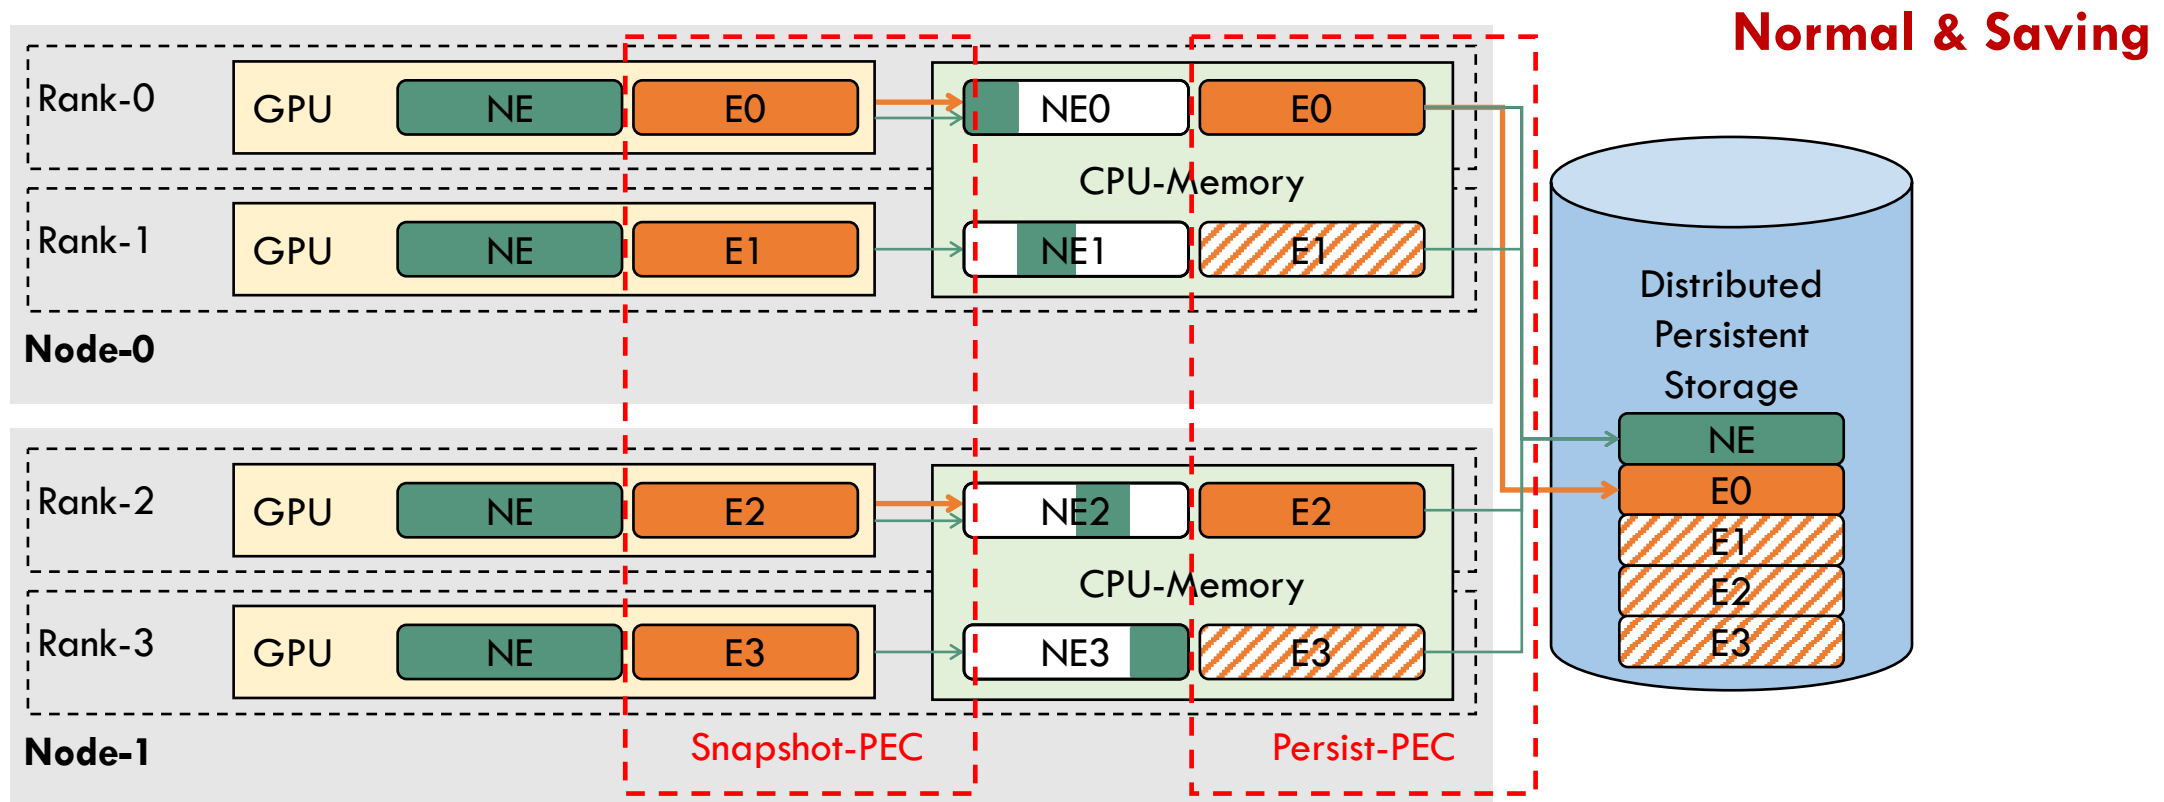 Normal & Saving
Rank-0
GPU
NE
E0
NE0
E0
CPU-Memory
Rank-1
GPU
NE
E1
NE1
E1
Node-0
Distributed
Persistent
Storage
NE
E0
E1
E2
E3
Rank-2
GPU
NE
E2
NE2
E2
CPU-Memory
Rank-3
GPU
NE
E3
NE3
E3
Node-1
Snapshot-PEC
Persist-PEC